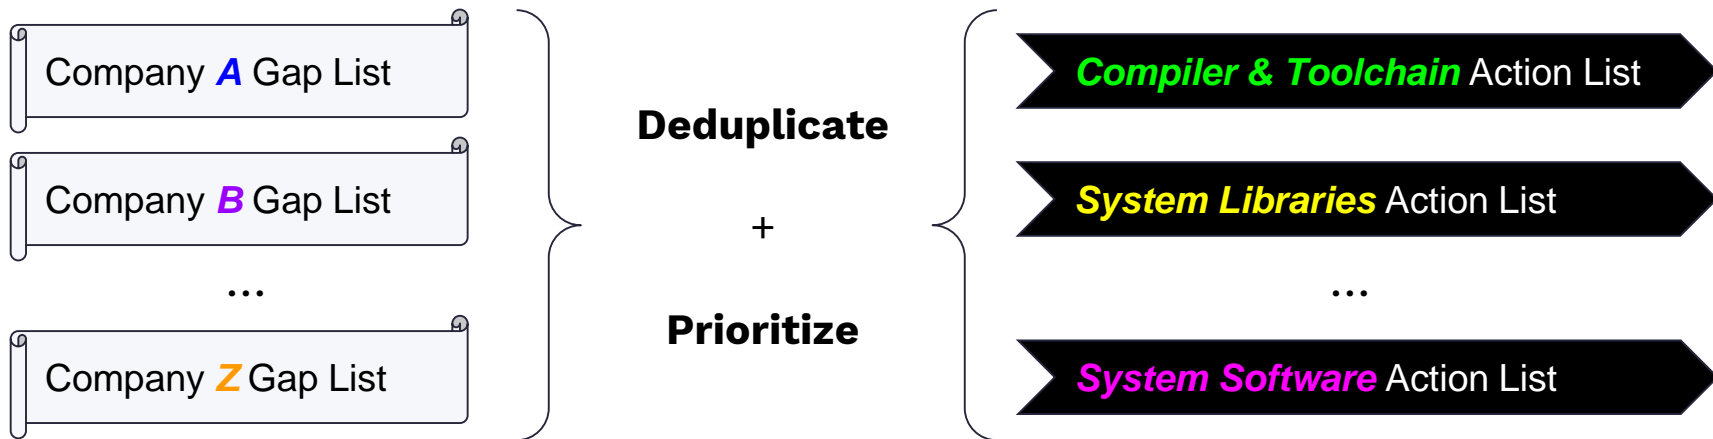 Company A Gap List
Company B Gap List
...
Company Z Gap List
Deduplicate
+
Prioritize
Compiler & Toolchain Action List
System Libraries Action List
...
System Software Action List